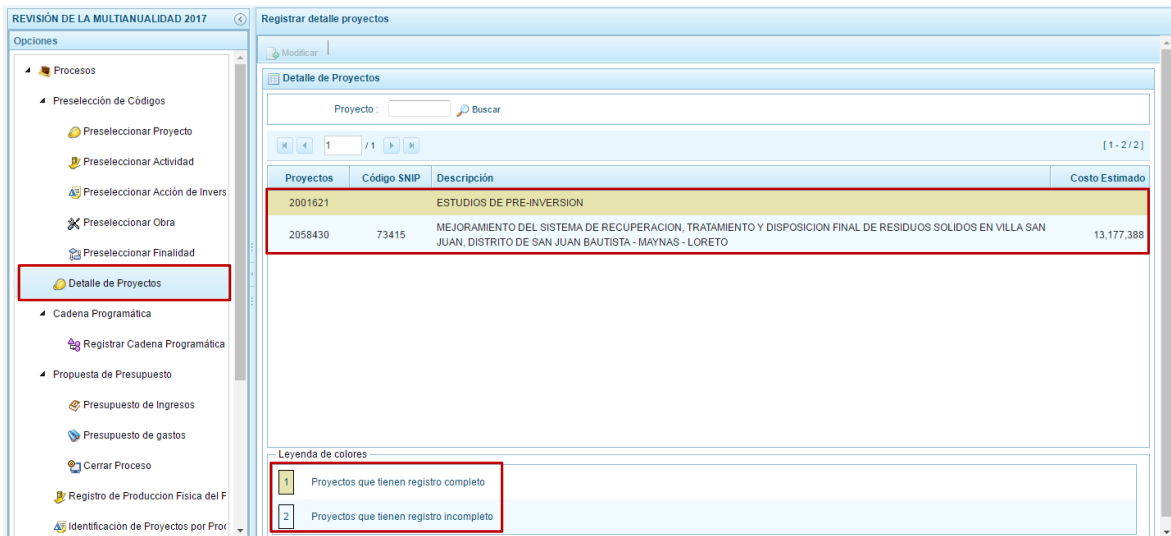 REVISIÓN DE LA MULTIANUALIDAD 2017
Opciones
Procesos
Preselección de Códigos
Preseleccionar Proyecto
Preseleccionar Actividad
Preseleccionar Acción de Invers
Preseleccionar Obra
Preseleccionar Finalidad
Detalle de Proyectos
Cadena Programática
Registrar Cadena Programática
Propuesta de Presupuesto
Presupuesto de Ingresos
Presupuesto de gastos
Cerrar Proceso
Registro de Produccion Fisica del F
Identificación de Proyectos por Proc
Registrar detalle proyectos
Modificar
Detalle de Proyectos
Proyecto : Buscar
1 / 1 [ 1 - 2 / 2 ]
Proyectos Código SNIP Descripción Costo Estimado
2001621 ESTUDIOS DE PRE-INVERSION
2058430 73415 MEJORAMIENTO DEL SISTEMA DE RECUPERACION, TRATAMIENTO Y DISPOSICION FINAL DE RESIDUOS SOLIDOS EN VILLA SAN 13,177,388
JUAN, DISTRITO DE SAN JUAN BAUTISTA - MAYNAS - LORETO
Leyenda de colores
1 Proyectos que tienen registro completo
2 Proyectos que tienen registro incompleto